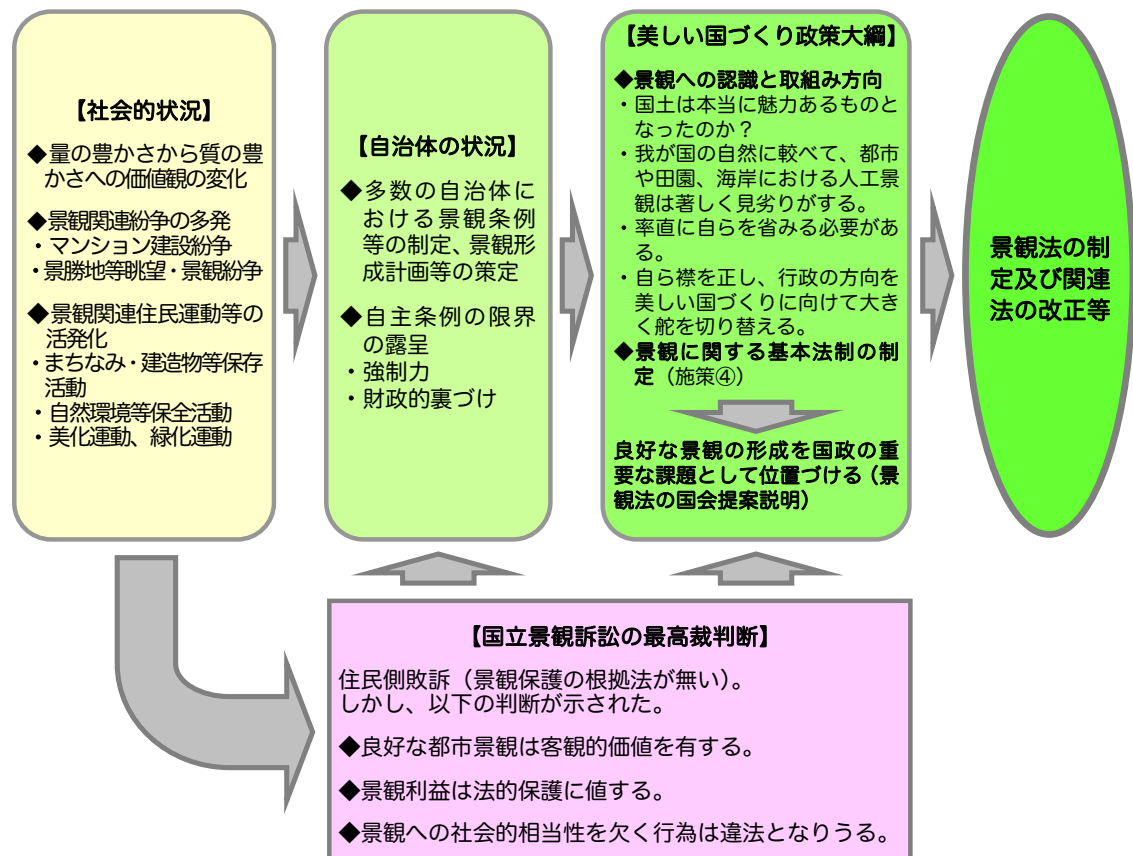 【社会的状況】
◆量の豊かさから質の豊
かさへの価値観の変化
◆景観関連紛争の多発
・マンション建設紛争
・景勝地等眺望・景観紛争
◆景観関連住民運動等の
活発化
・まちなみ・建造物等保存
活動
・自然環境等保全活動
・美化運動、緑化運動
【自治体の状況】
◆多数の自治体に
おける景観条例
等の制定、景観形
成計画等の策定
◆自主条例の限界
の露呈
・強制力
・財政的裏づけ
【美しい国づくり政策大綱】
◆景観への認識と取組み方向
・国土は本当に魅力あるものと
なったのか？
・我が国の自然に較べて、都市
や田園、海岸における人工景
観は著しく見劣りがする。
・率直に自らを省みる必要があ
る。
・自ら襟を正し、行政の方向を
美しい国づくりに向けて大き
く舵を切り替える。
◆景観に関する基本法制の制
定（施策④）
良好な景観の形成を国政の重
要な課題として位置づける（景
観法の国会提案説明）
景観法の制
定及び関連
法の改正等
【国立景観訴訟の最高裁判断】
住民側敗訴（景観保護の根拠法が無い）。
しかし、以下の判断が示された。
◆良好な都市景観は客観的価値を有する。
◆景観利益は法的保護に値する。
◆景観への社会的相当性を欠く行為は違法となりうる。